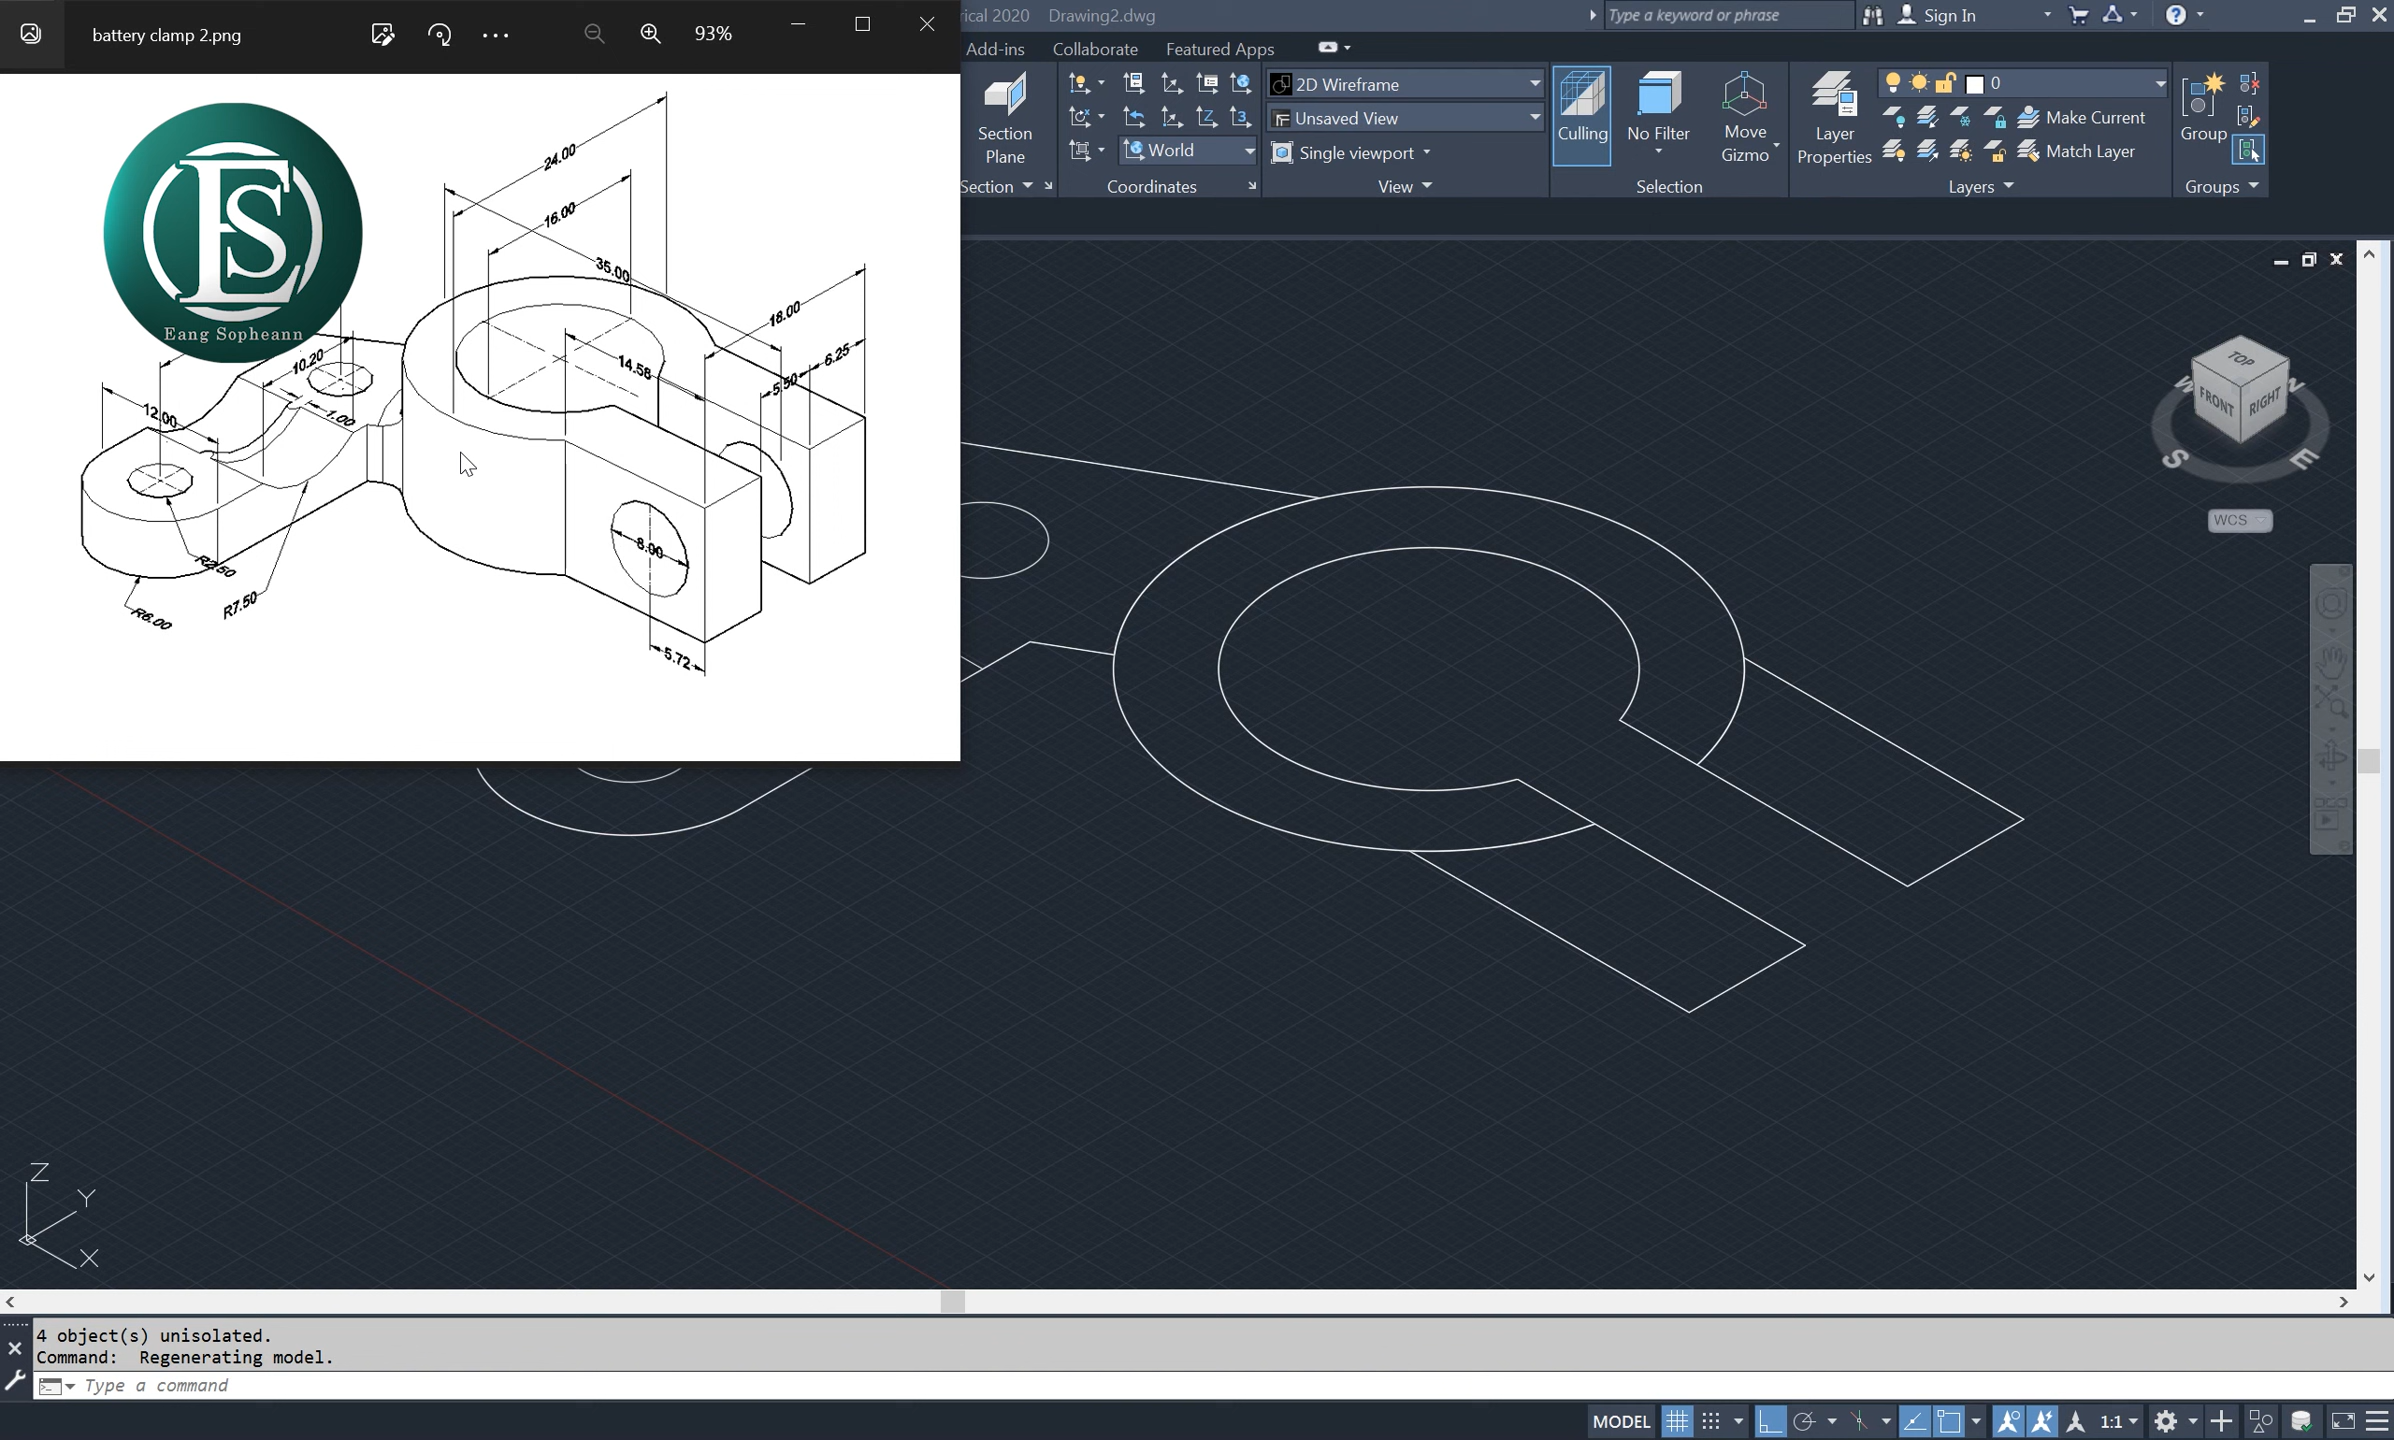 battery clamp 2.png
93%
rical 2020 Drawing2.dwg
Type a keyword or phrase
Sign In
Add-ins Collaborate Featured Apps
Section Plane
World
2D Wireframe
Unsaved View
Single viewport
Culling
No Filter
Move Gizmo
Layer Properties
0
Make Current
Match Layer
Group
Section
Coordinates
View
Selection
Layers
Groups
ES
Eang Sopheann
24.00
16.00
35.00
18.00
6.25
5.50
14.58
10.20
12.00
1.00
8.00
R2.50
R7.50
R6.00
5.72
TOP
FRONT
RIGHT
W
N
S
E
WCS
Z
Y
X
4 object(s) unisolated.
Command: Regenerating model.
Type a command
MODEL
1:1